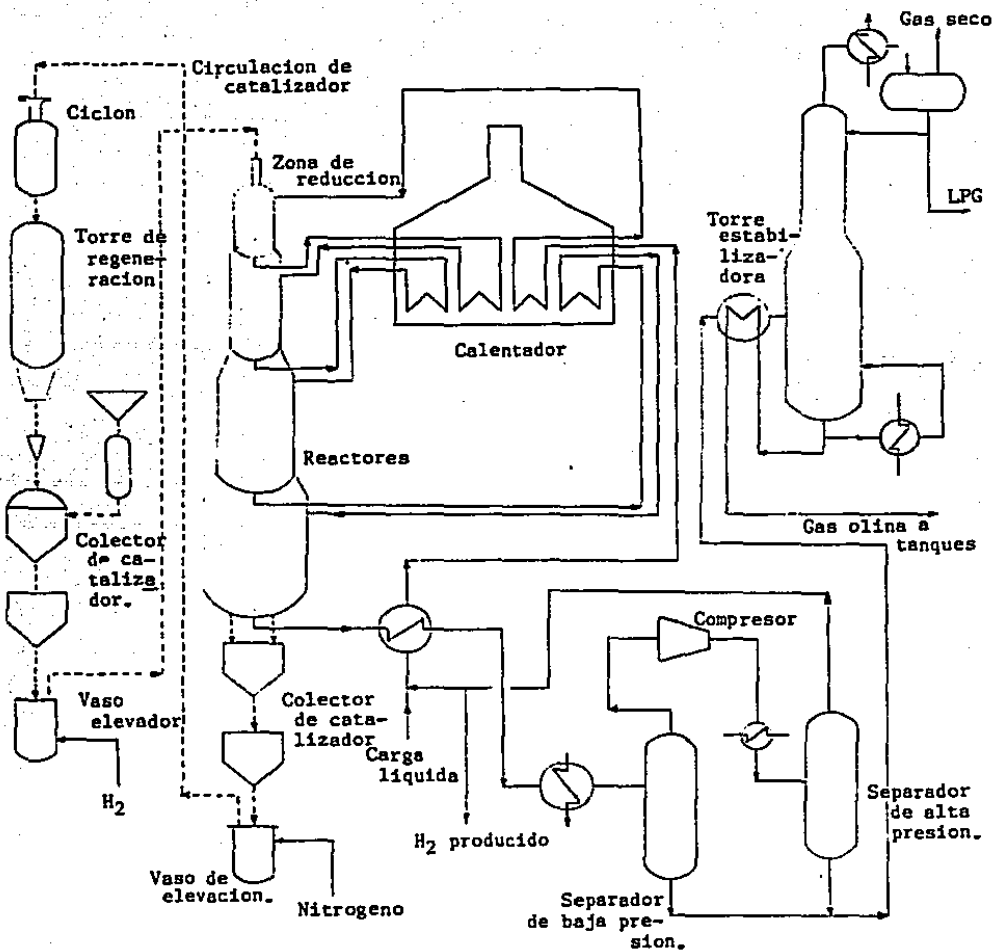 Gas seco
Circulacion de
catalizador
Ciclon
Zona de
reduccion
LPG
Torre
estabi-
liza-
dora
Torre de
regene-
racion
Calentador
Reactores
Gas olina a
tanques
Colector
de ca-
taliza
dor.
Compresor
Vaso
elevador
Colector
de cata-
lizador
Carga
liquida
H2
H2 producido
Separador
de alta
presion.
Vaso de
elevacion.
Nitrogeno
Separador
de baja pre-
sion.